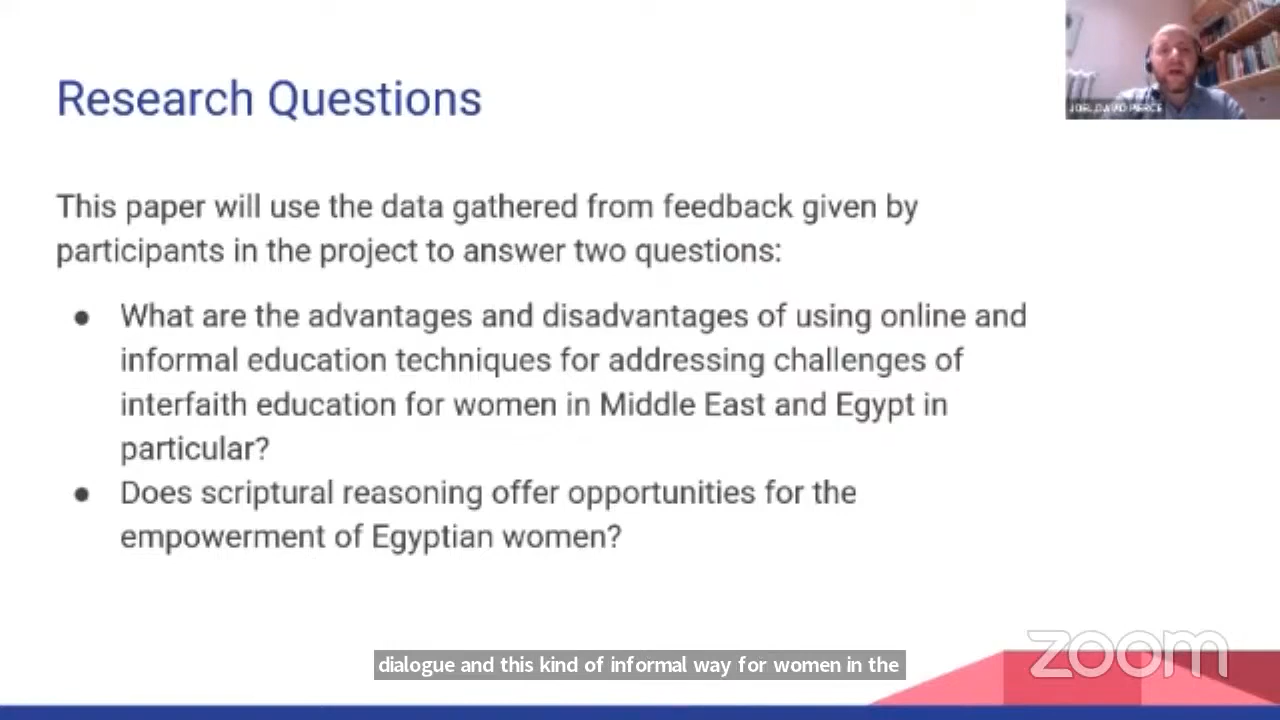 Research Questions
JOEL DAVID PIERCE
This paper will use the data gathered from feedback given by
participants in the project to answer two questions:
● What are the advantages and disadvantages of using online and
informal education techniques for addressing challenges of
interfaith education for women in Middle East and Egypt in
particular?
● Does scriptural reasoning offer opportunities for the
empowerment of Egyptian women?
dialogue and this kind of informal way for women in the
zoom